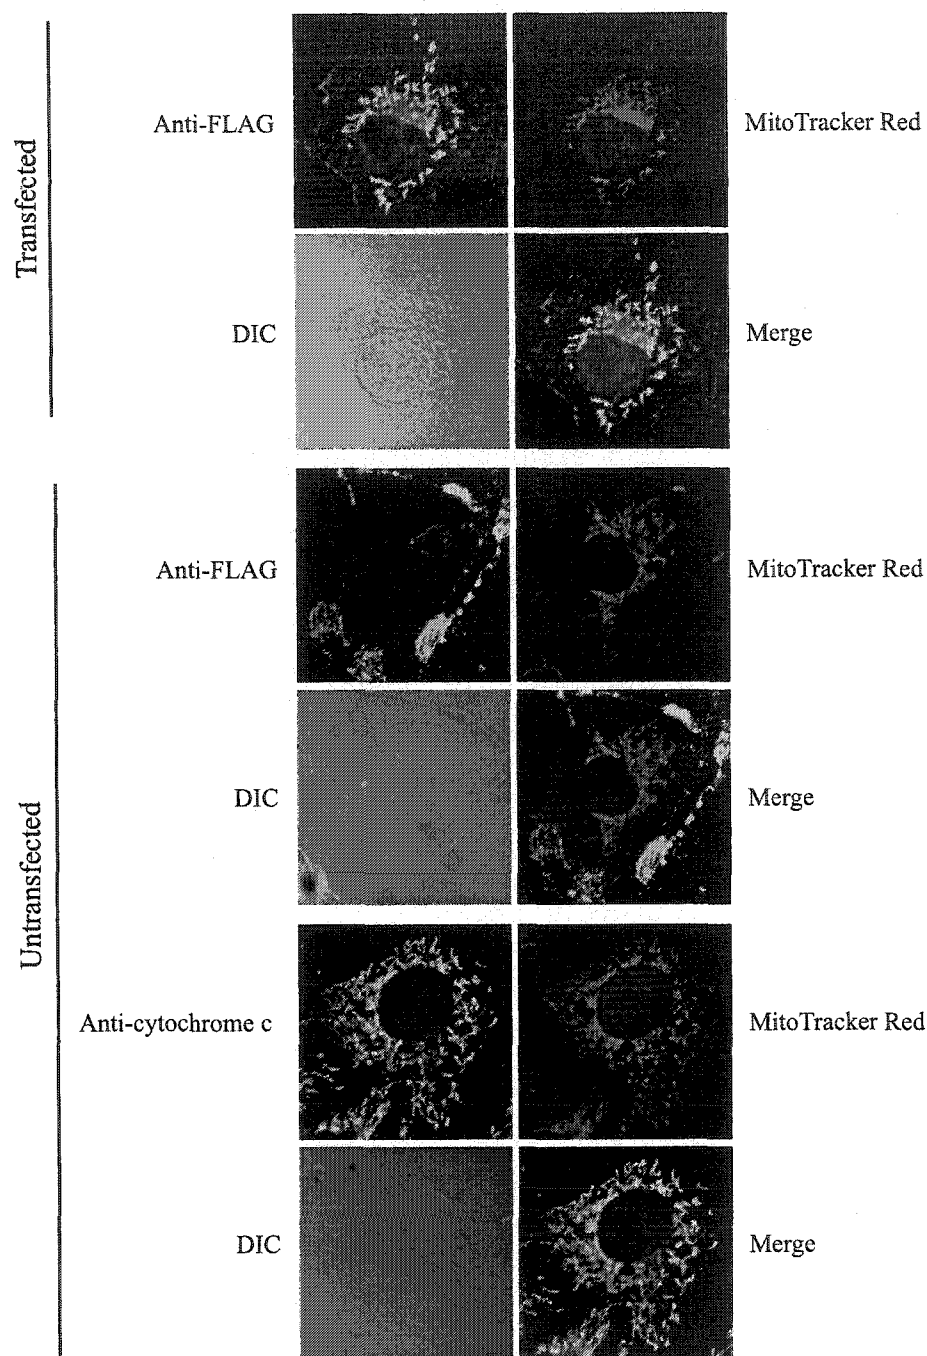 Transfected
Anti-FLAG
MitoTracker Red
DIC
Merge
Untransfected
Anti-FLAG
MitoTracker Red
DIC
Merge
Anti-cytochrome c
MitoTracker Red
DIC
Merge